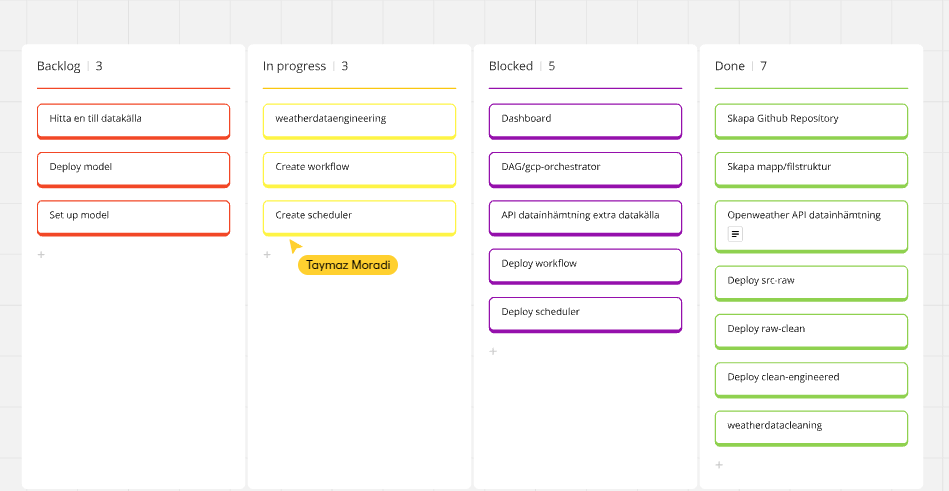 Backlog | 3
Hitta en till datakälla
Deploy model
Set up model
+
In progress | 3
weatherdataengineering
Create workflow
Create scheduler
+
Taymaz Moradi
Blocked | 5
Dashboard
DAG/gcp-orchestrator
API datainhämtning extra datakälla
Deploy workflow
Deploy scheduler
+
Done | 7
Skapa Github Repository
Skapa mapp/filstruktur
Openweather API datainhämtning
Deploy src-raw
Deploy raw-clean
Deploy clean-engineered
weatherdatacleaning
+